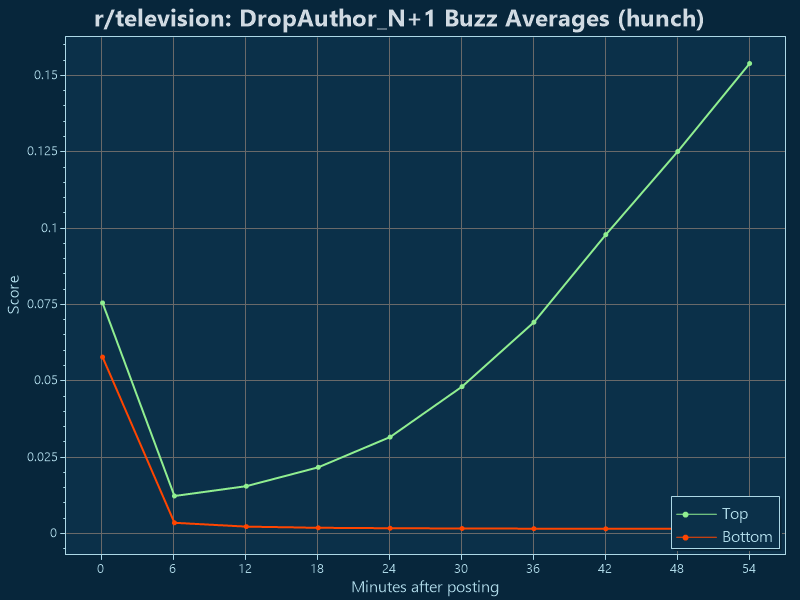 r/television: DropAuthor_N+1 Buzz Averages (hunch)
0.15
0.125
0.1
0.075
0.05
0.025
0
Score
Top
Bottom
0 6 12 18 24 30 36 42 48 54
Minutes after posting